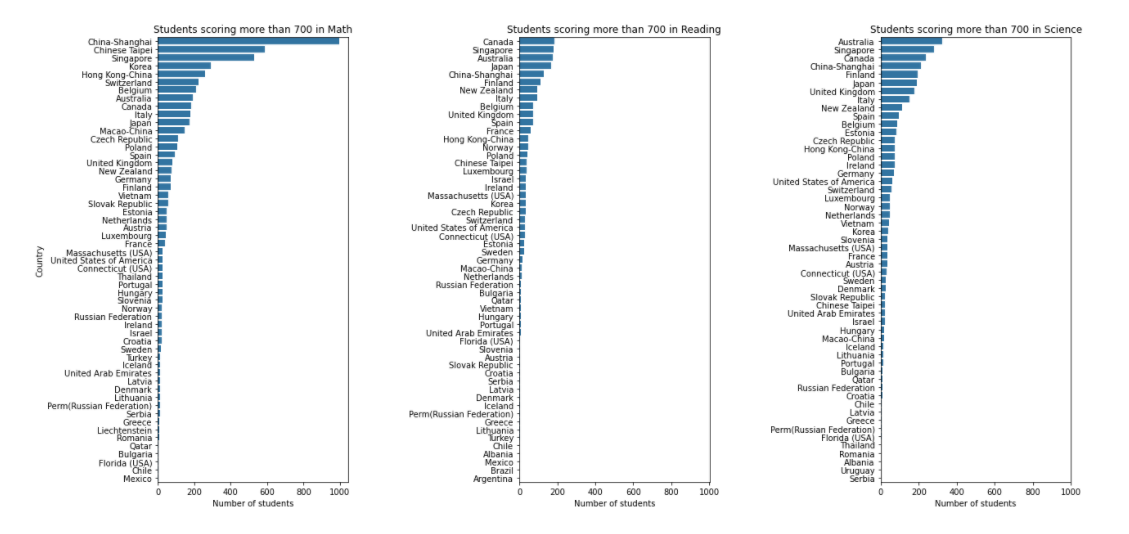 Students scoring more than 700 in Math
China-Shanghai
Chinese Taipei
Singapore
Korea
Hong Kong-China
Switzerland
Belgium
Australia
Canada
Italy
Japan
Macao-China
Czech Republic
Poland
Spain
United Kingdom
New Zealand
Germany
Finland
Vietnam
Slovak Republic
Estonia
Netherlands
Austria
Luxembourg
France
Massachusetts (USA)
United States of America
Connecticut (USA)
Thailand
Portugal
Hungary
Slovenia
Norway
Russian Federation
Ireland
Israel
Croatia
Sweden
Turkey
Iceland
United Arab Emirates
Latvia
Denmark
Lithuania
Perm(Russian Federation)
Serbia
Greece
Liechtenstein
Romania
Qatar
Bulgaria
Florida (USA)
Chile
Mexico
Country
0 200 400 600 800 1000
Number of students
Students scoring more than 700 in Reading
Canada
Singapore
Australia
Japan
China-Shanghai
Finland
New Zealand
Italy
Belgium
United Kingdom
Spain
France
Hong Kong-China
Norway
Poland
Chinese Taipei
Luxembourg
Israel
Ireland
Massachusetts (USA)
Korea
Czech Republic
Switzerland
United States of America
Connecticut (USA)
Estonia
Sweden
Germany
Macao-China
Netherlands
Russian Federation
Bulgaria
Qatar
Vietnam
Hungary
Portugal
United Arab Emirates
Florida (USA)
Slovenia
Austria
Slovak Republic
Croatia
Serbia
Latvia
Denmark
Iceland
Perm(Russian Federation)
Greece
Lithuania
Turkey
Chile
Albania
Mexico
Brazil
Argentina
0 200 400 600 800 1000
Number of students
Students scoring more than 700 in Science
Australia
Singapore
Canada
China-Shanghai
Finland
Japan
United Kingdom
Italy
New Zealand
Spain
Belgium
Estonia
Czech Republic
Hong Kong-China
Poland
Ireland
Germany
United States of America
Switzerland
Luxembourg
Norway
Netherlands
Vietnam
Korea
Slovenia
Massachusetts (USA)
France
Austria
Connecticut (USA)
Sweden
Denmark
Slovak Republic
Chinese Taipei
United Arab Emirates
Israel
Hungary
Macao-China
Iceland
Lithuania
Portugal
Bulgaria
Qatar
Russian Federation
Croatia
Chile
Latvia
Greece
Perm(Russian Federation)
Florida (USA)
Thailand
Romania
Albania
Uruguay
Serbia
0 200 400 600 800 1000
Number of students